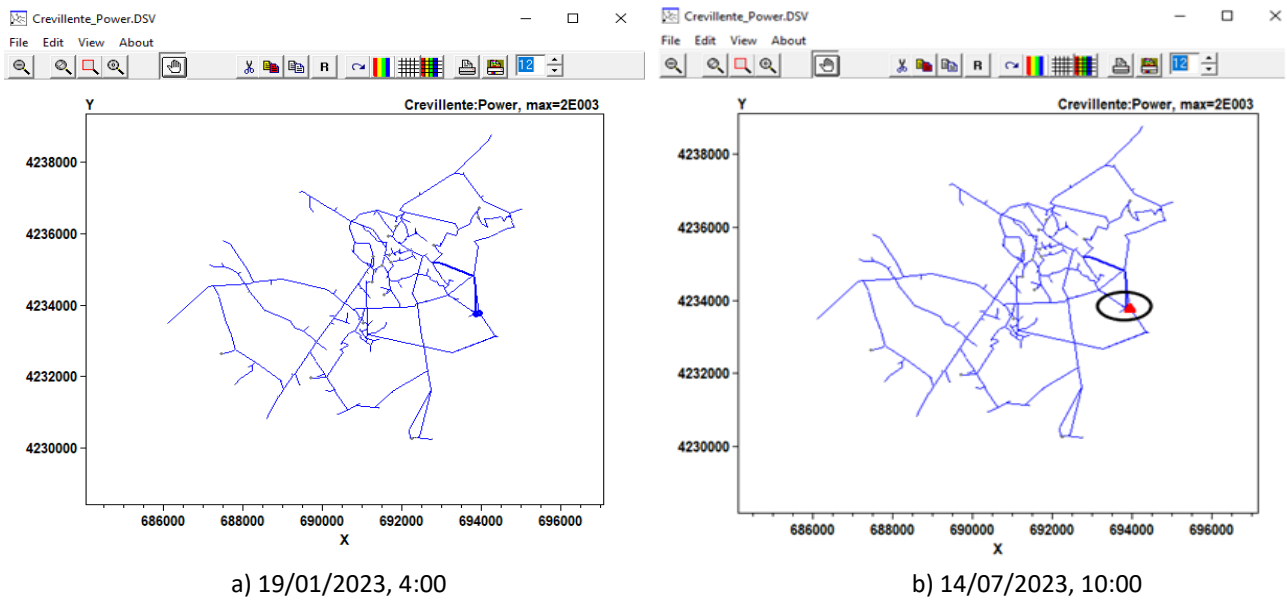 Crevillente_Power.DSV
File Edit View About
R
12
Y
Crevillente:Power, max=2E003
4238000
4236000
4234000
4232000
4230000
686000 688000 690000 692000 694000 696000
X
a) 19/01/2023, 4:00
Crevillente_Power.DSV
File Edit View About
R
12
Y
Crevillente:Power, max=2E003
4238000
4236000
4234000
4232000
4230000
686000 688000 690000 692000 694000 696000
X
b) 14/07/2023, 10:00